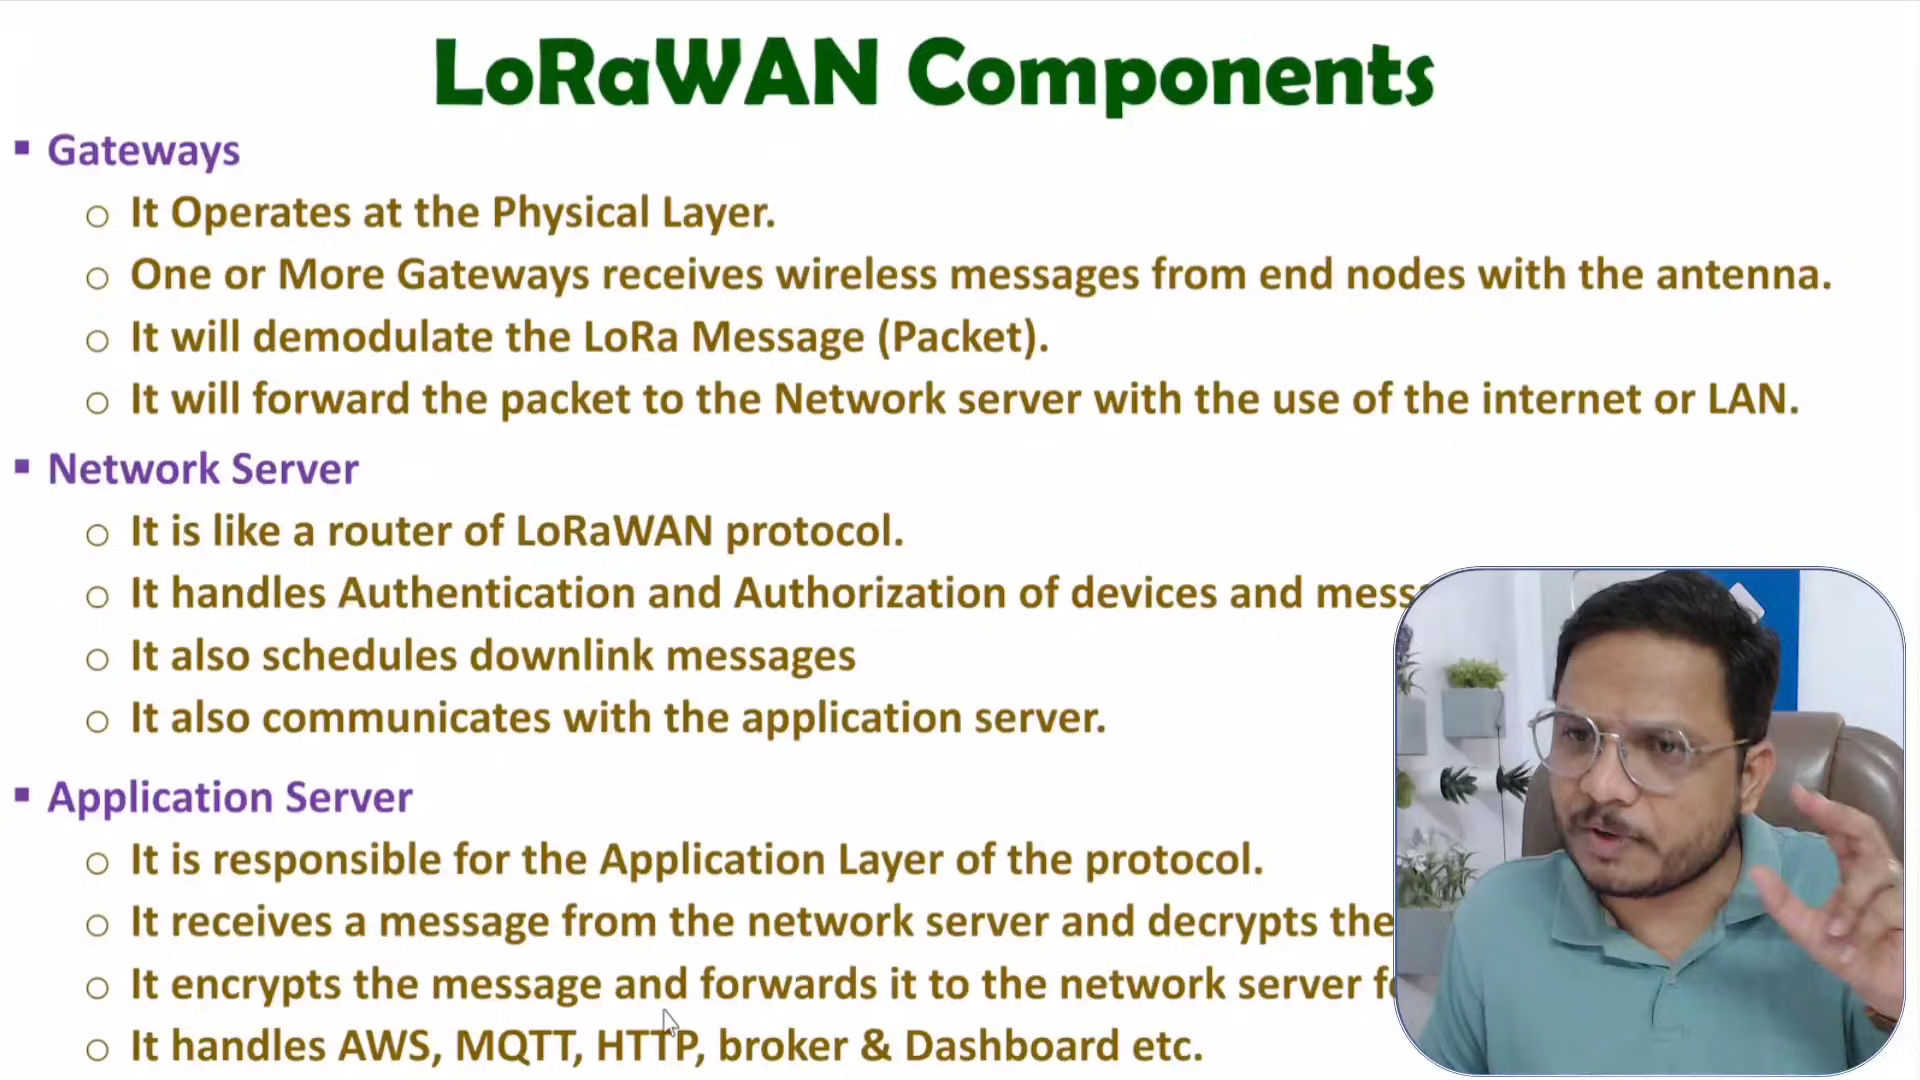 LoRaWAN Components
▪ Gateways
o It Operates at the Physical Layer.
o One or More Gateways receives wireless messages from end nodes with the antenna.
o It will demodulate the LoRa Message (Packet).
o It will forward the packet to the Network server with the use of the internet or LAN.
▪ Network Server
o It is like a router of LoRaWAN protocol.
o It handles Authentication and Authorization of devices and
o It also schedules downlink messages
o It also communicates with the application server.
▪ Application Server
o It is responsible for the Application Layer of the protocol.
o It receives a message from the network server and decrypts the
o It encrypts the message and forwards it to the network server
o It handles AWS, MQTT, HTTP, broker & Dashboard etc.